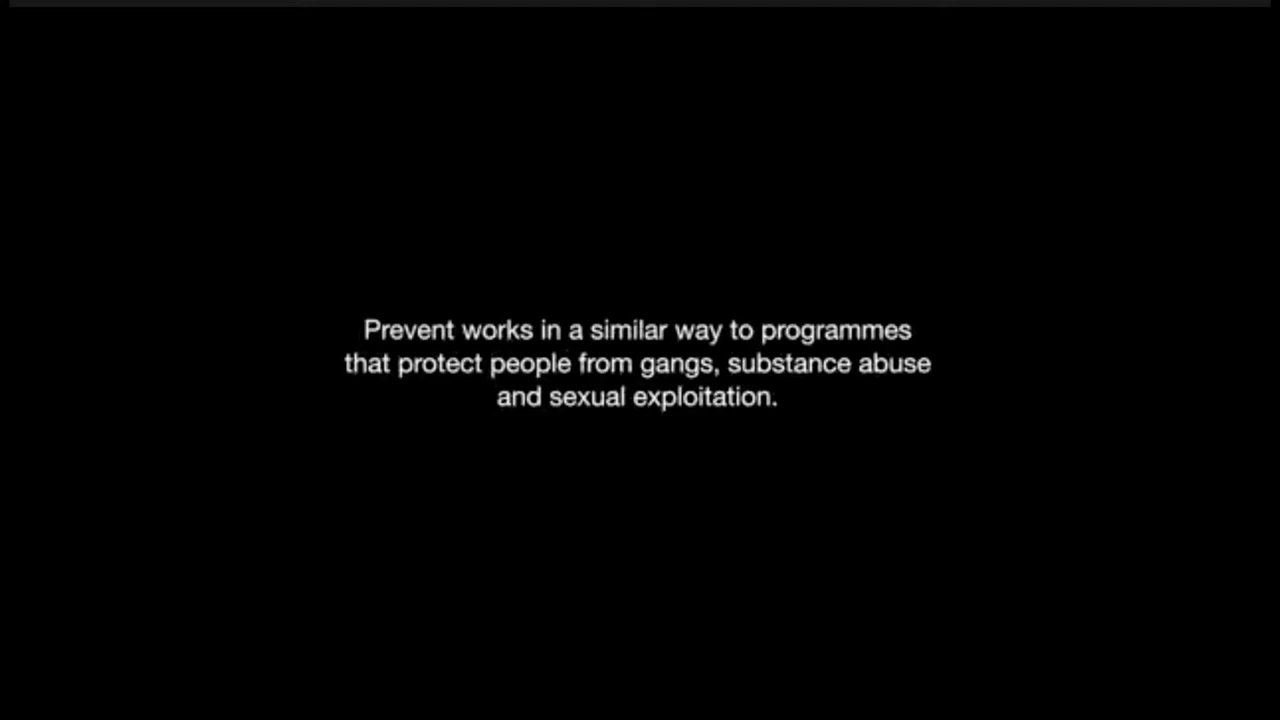 Prevent works in a similar way to programmes
that protect people from gangs, substance abuse
and sexual exploitation.